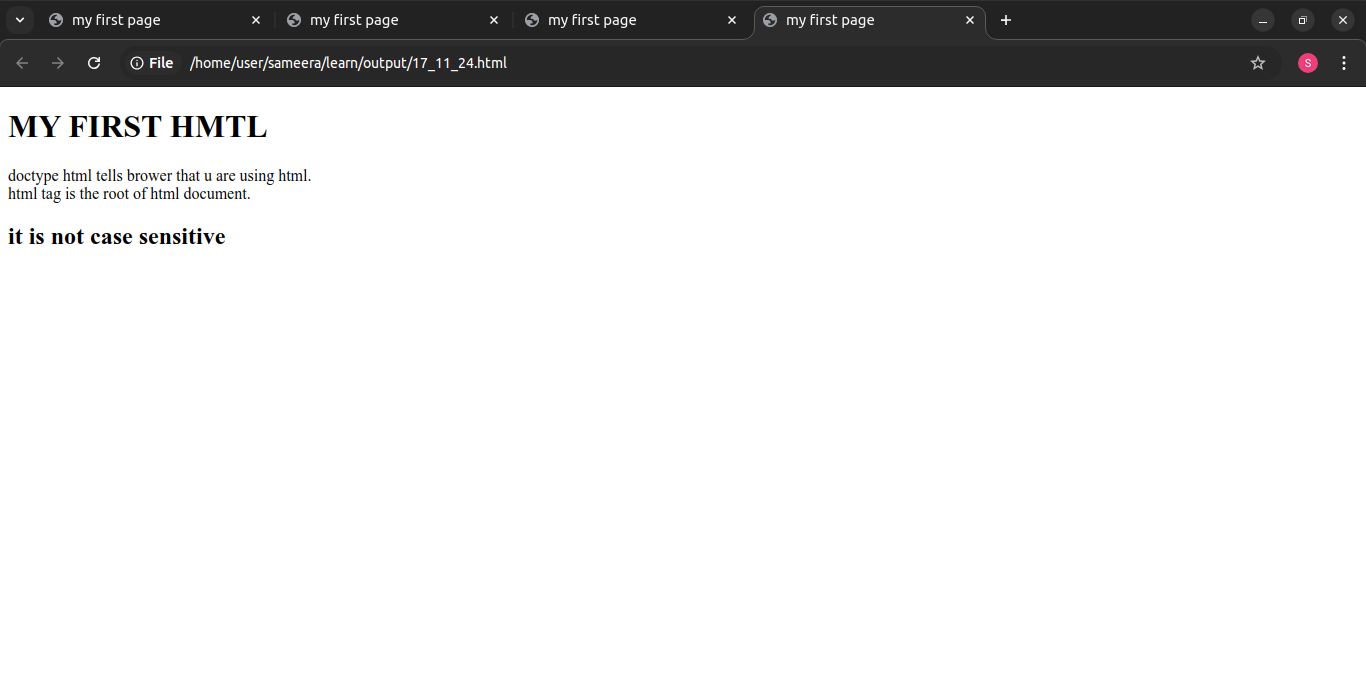 my first page
my first page
my first page
my first page
File
/home/user/sameera/learn/output/17_11_24.html
S
MY FIRST HMTL
doctype html tells brower that u are using html.
html tag is the root of html document.
it is not case sensitive